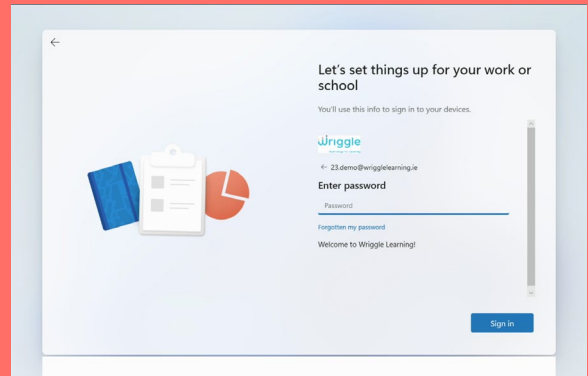 Let's set things up for your work or
school
You'll use this info to sign in to your devices.
wriggle
23.demo@wrigglelearning.ie
Enter password
Password
Forgotten my password
Welcome to Wriggle Learning!
Sign in